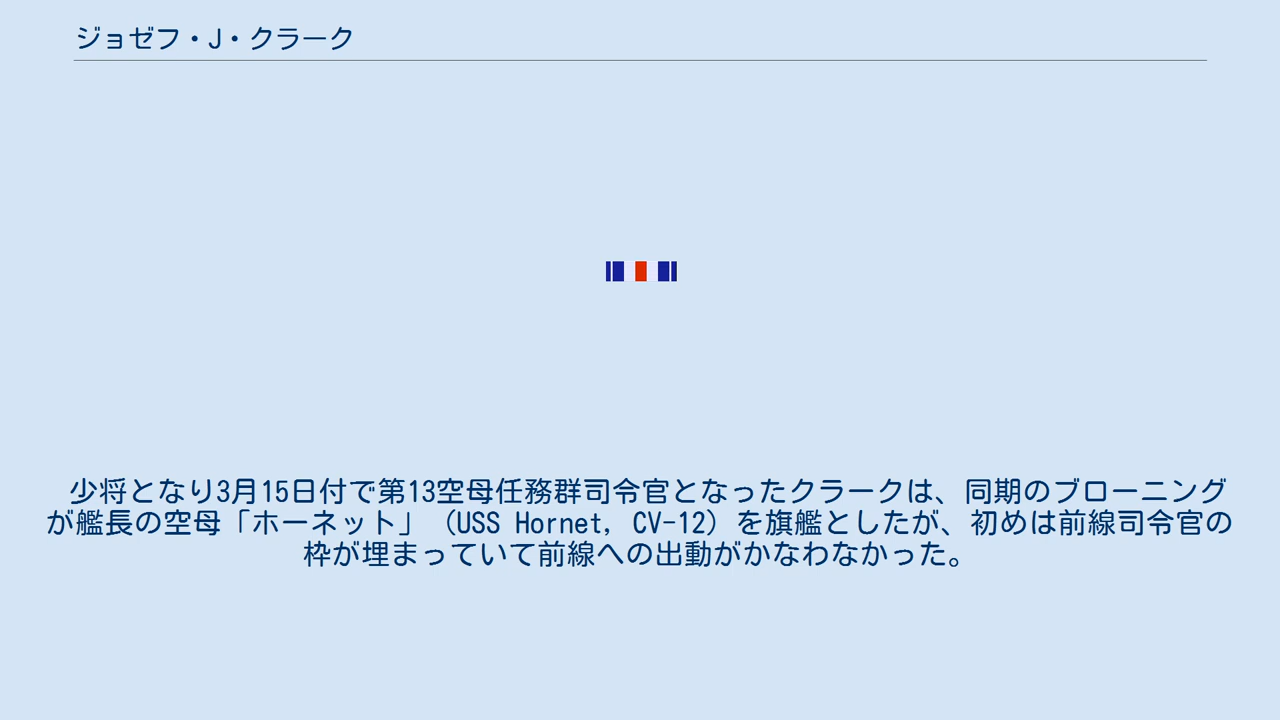 ジョゼフ・J・クラーク
少将となり3月15日付で第13空母任務群司令官となったクラークは、同期のブローニング
が艦長の空母「ホーネット」（USS Hornet, CV-12）を旗艦としたが、初めは前線司令官の
枠が埋まっていて前線への出動がかなわなかった。